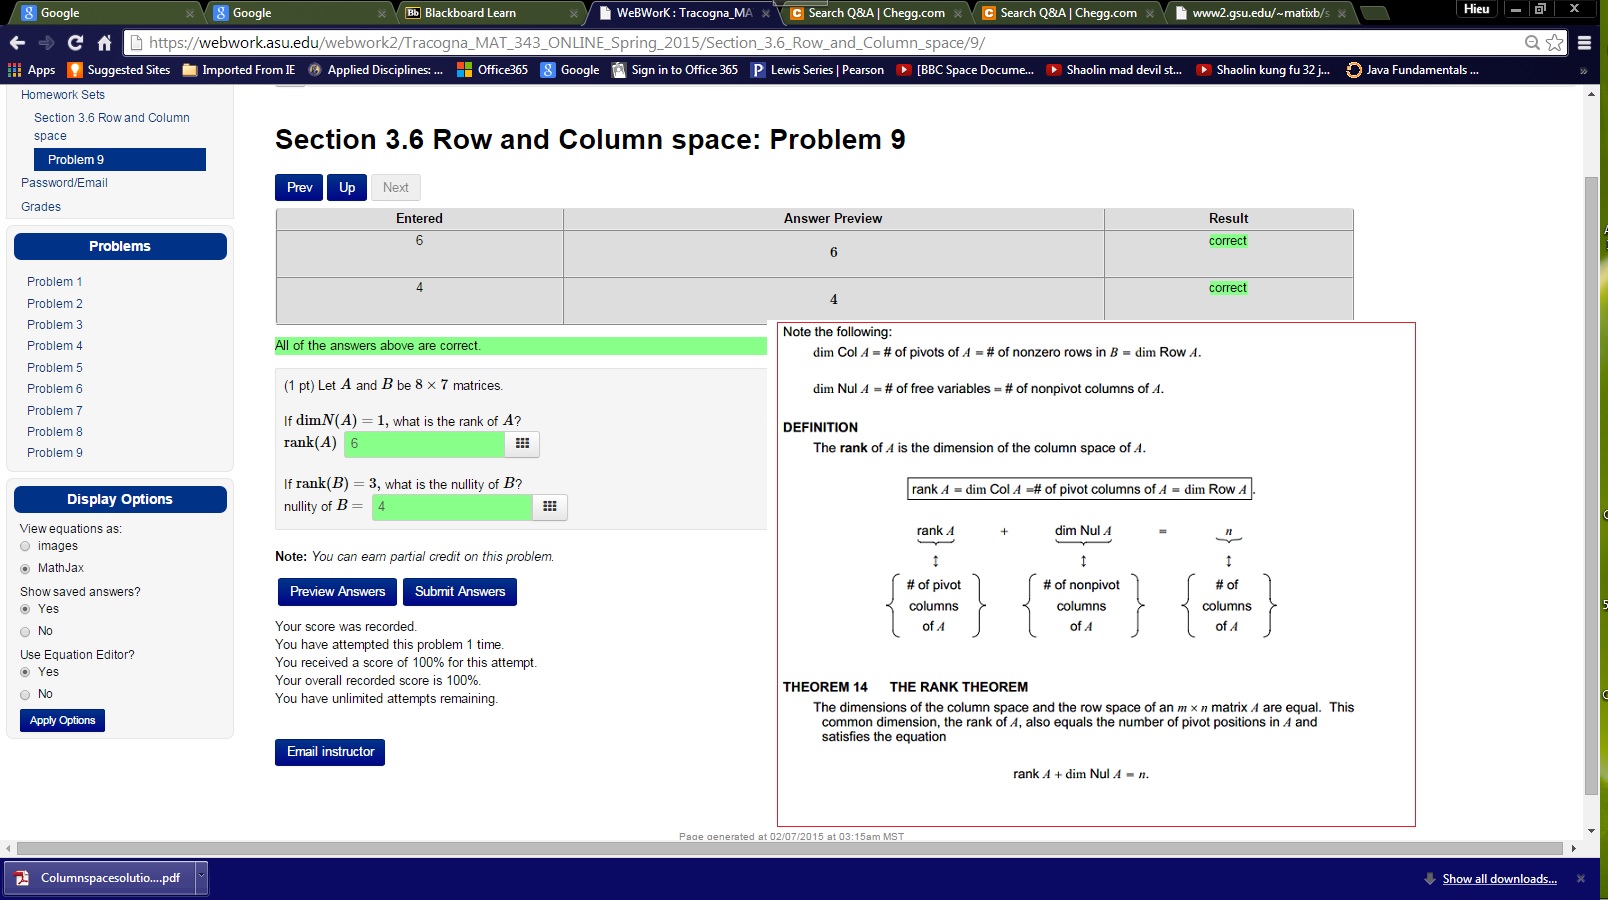 Google
Google
Blackboard Learn
WeBWorK : Tracogna_MA
Search Q&A | Chegg.com
Search Q&A | Chegg.com
www2.gsu.edu/~matixb/s
Hieu
https://webwork.asu.edu/webwork2/Tracogna_MAT_343_ONLINE_Spring_2015/Section_3.6_Row_and_Column_space/9/
Apps Suggested Sites Imported From IE Applied Disciplines: ... Office365 Google Sign in to Office 365 Lewis Series | Pearson [BBC Space Docume... Shaolin mad devil st... Shaolin kung fu 32 j... Java Fundamentals ... »
Homework Sets
Section 3.6 Row and Column
space
Problem 9
Password/Email
Grades
Problems
Problem 1
Problem 2
Problem 3
Problem 4
Problem 5
Problem 6
Problem 7
Problem 8
Problem 9
Display Options
View equations as:
images
MathJax
Show saved answers?
Yes
No
Use Equation Editor?
Yes
No
Apply Options
Section 3.6 Row and Column space: Problem 9
Prev Up Next
Entered Answer Preview Result
6 6 correct
4 4 correct
All of the answers above are correct.
(1 pt) Let A and B be 8 × 7 matrices.
If dimN(A) = 1, what is the rank of A?
rank(A) 6
If rank(B) = 3, what is the nullity of B?
nullity of B = 4
Note: You can earn partial credit on this problem.
Preview Answers Submit Answers
Your score was recorded.
You have attempted this problem 1 time.
You received a score of 100% for this attempt.
Your overall recorded score is 100%.
You have unlimited attempts remaining.
Email instructor
Note the following:
dim Col A = # of pivots of A = # of nonzero rows in B = dim Row A.
dim Nul A = # of free variables = # of nonpivot columns of A.
DEFINITION
The rank of A is the dimension of the column space of A.
rank A = dim Col A =# of pivot columns of A = dim Row A.
rank A + dim Nul A = n
↕ ↕ ↕
# of pivot # of nonpivot # of
columns columns columns
of A of A of A
THEOREM 14 THE RANK THEOREM
The dimensions of the column space and the row space of an m × n matrix A are equal. This
common dimension, the rank of A, also equals the number of pivot positions in A and
satisfies the equation
rank A + dim Nul A = n.
Page generated at 02/07/2015 at 03:15am MST
Columnspacesolutio....pdf
Show all downloads...